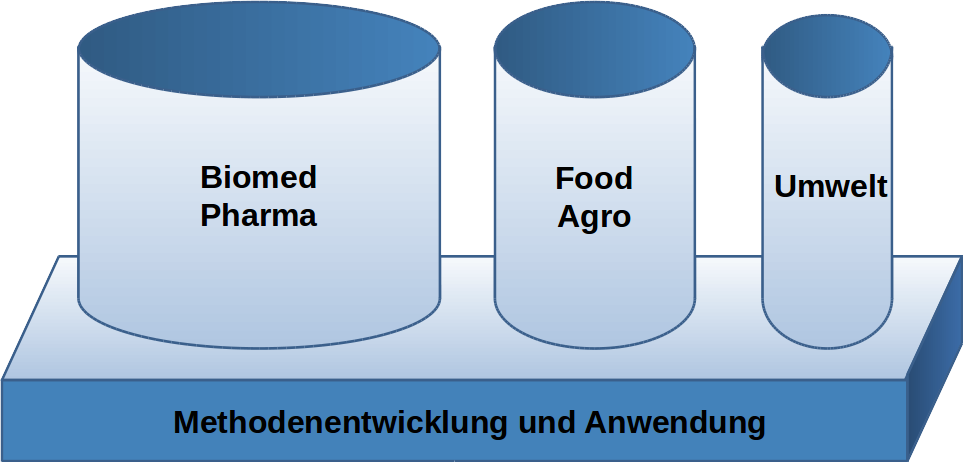 Biomed
Pharma
Food
Agro
Umwelt
Methodenentwicklung und Anwendung